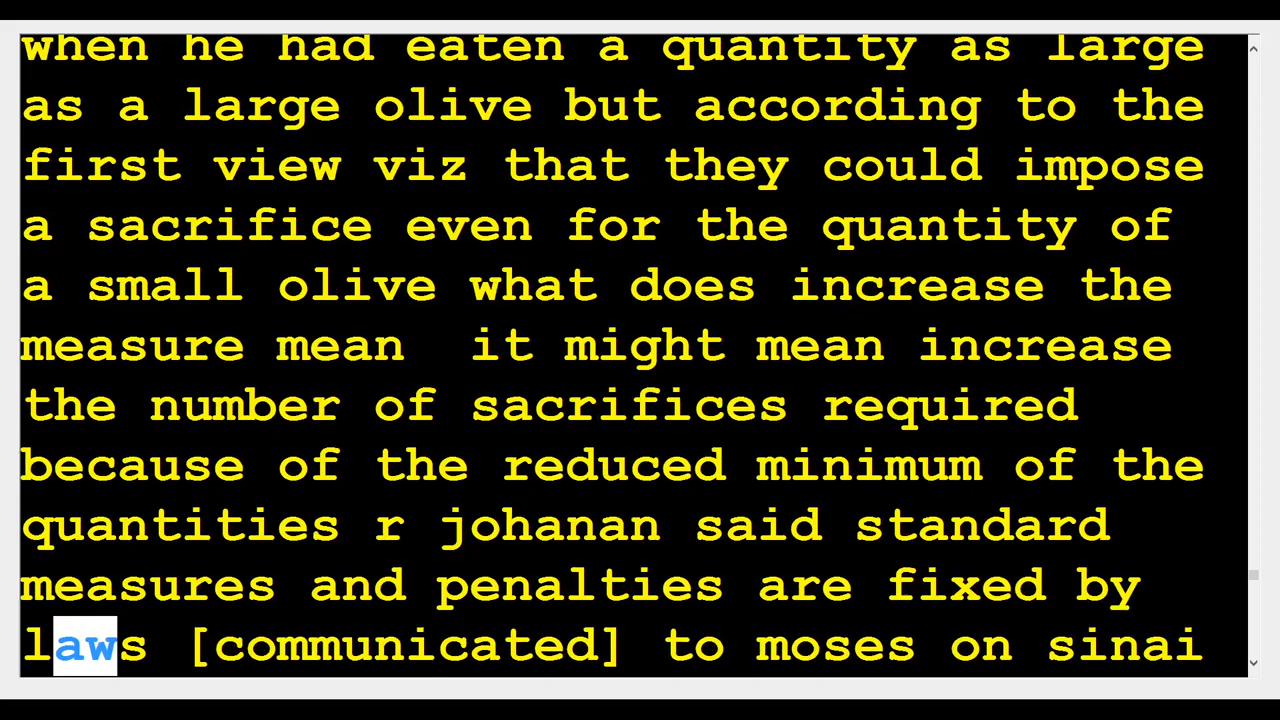 when he had eaten a quantity as large
as a large olive but according to the
first view viz that they could impose
a sacrifice even for the quantity of
a small olive what does increase the
measure mean  it might mean increase
the number of sacrifices required
because of the reduced minimum of the
quantities r johanan said standard
measures and penalties are fixed by
laws [communicated] to moses on sinai